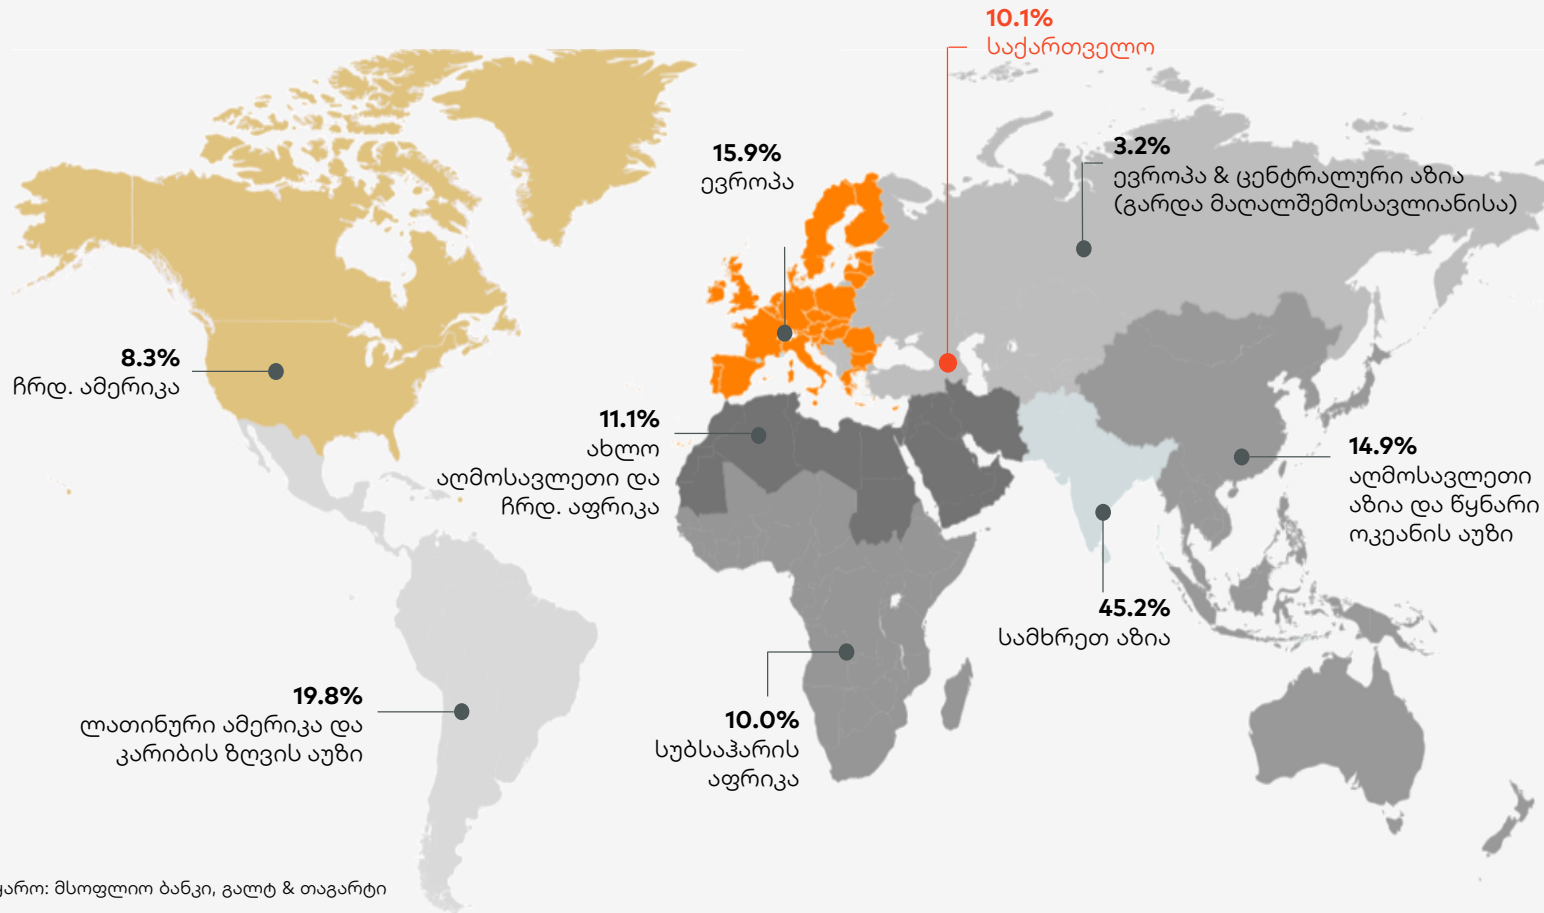 10.1%
საქართველო
15.9%
ევროპა
3.2%
ევროპა & ცენტრალური აზია
(გარდა მაღალშემოსავლიანისა)
8.3%
ჩრდ. ამერიკა
11.1%
ახლო
აღმოსავლეთი და
ჩრდ. აფრიკა
14.9%
აღმოსავლეთი
აზია და წყნარი
ოკეანის აუზი
45.2%
სამხრეთ აზია
19.8%
ლათინური ამერიკა და
კარიბის ზღვის აუზი
10.0%
სუბსაჰარის
აფრიკა
მსოფლიო ბანკი, გალტ & თაგარტი